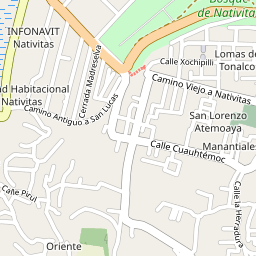 Bosque
de Nativitas
INFONAVIT
Nativitas
Calle Xochipilli
Lomas de
Tonalco
Cerrada Madreselva
Camino Viejo a Nativitas
ad Habitacional
Nativitas
Camino Antiguo a San Lucas
San Lorenzo
Atemoaya
Manantiales
Calle Cuauhtémoc
Calle Pirul
Calle la Herradura
Oriente